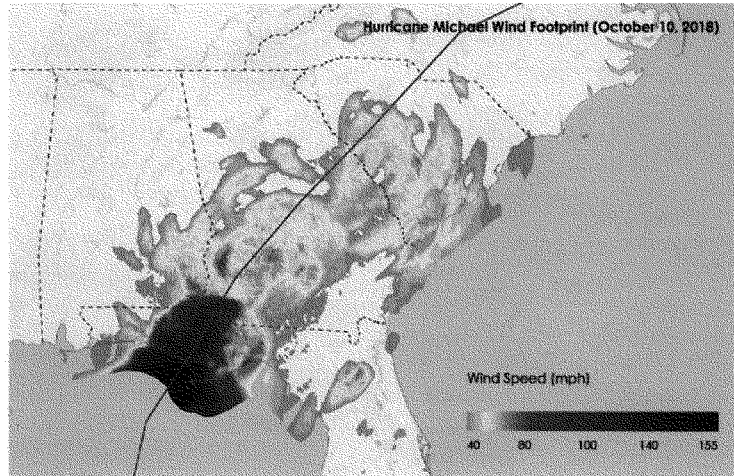 Hurricane Michael Wind Footprint (October 10, 2018)
Wind Speed (mph)
40 80 100 140 155